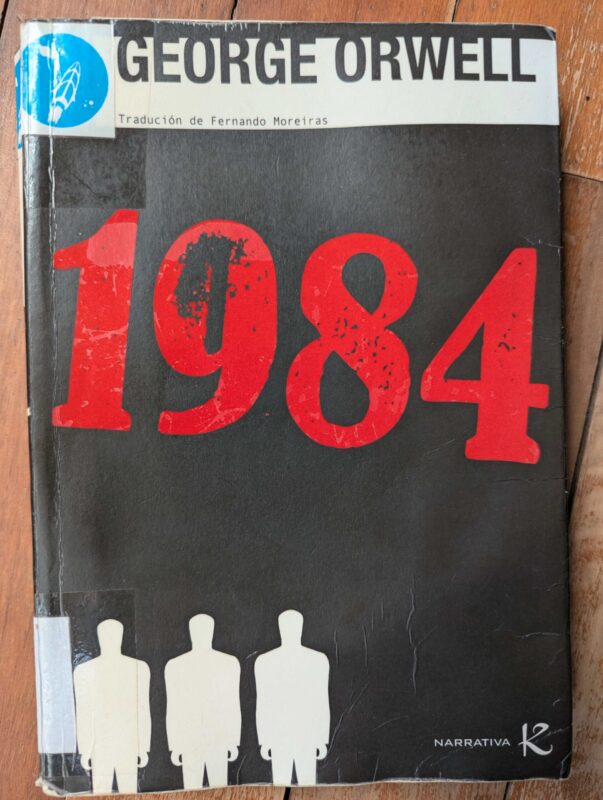 GEORGE ORWELL
Tradución de Fernando Moreiras
1984
NARRATIVA K